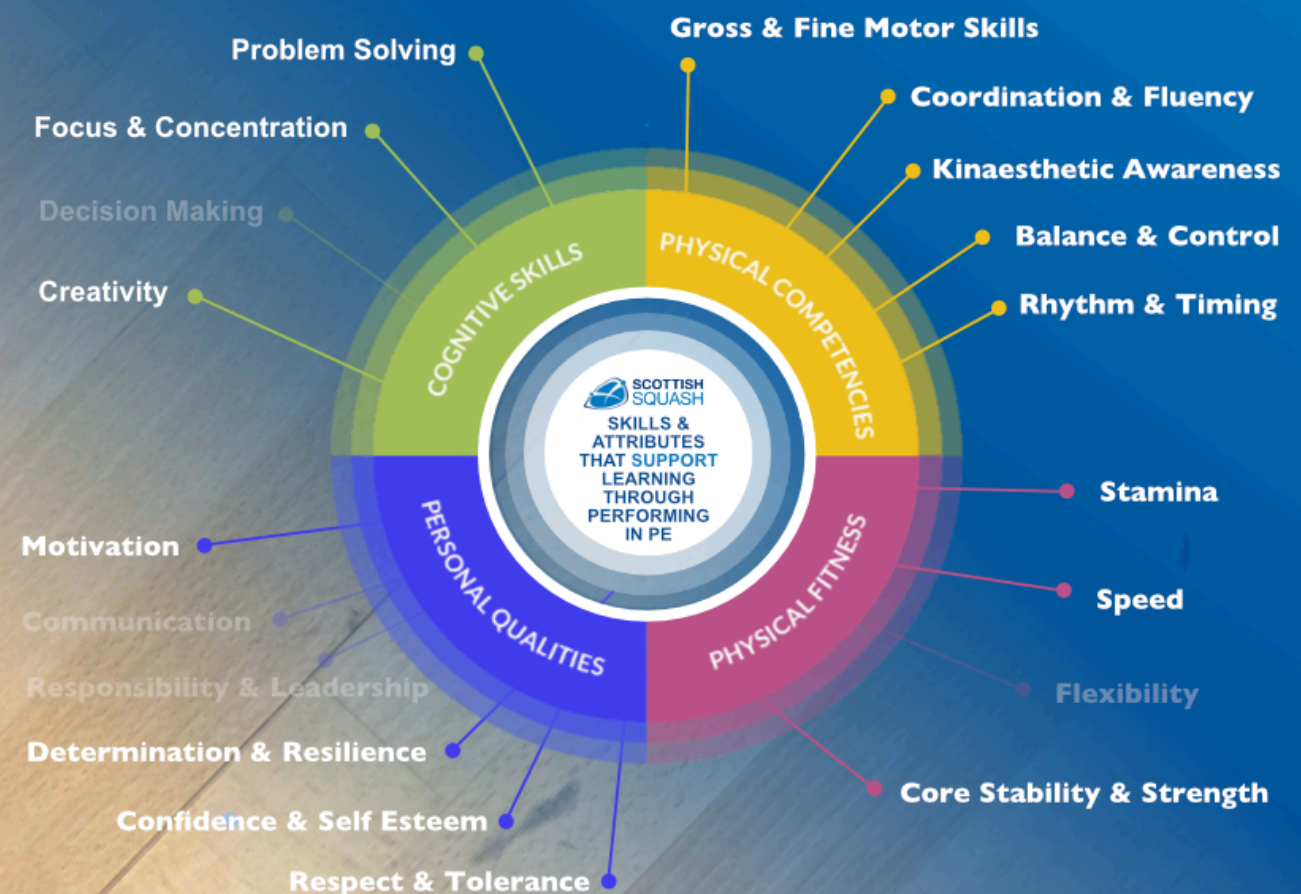 Problem Solving
Focus & Concentration
Decision Making
Creativity
COGNITIVE SKILLS
Gross & Fine Motor Skills
Coordination & Fluency
Kinaesthetic Awareness
Balance & Control
Rhythm & Timing
PHYSICAL COMPETENCIES
SCOTTISH
SQUASH
SKILLS &
ATTRIBUTES
THAT SUPPORT
LEARNING
THROUGH
PERFORMING
IN PE
PERSONAL QUALITIES
Motivation
Communication
Responsibility & Leadership
Determination & Resilience
Confidence & Self Esteem
Respect & Tolerance
PHYSICAL FITNESS
Stamina
Speed
Flexibility
Core Stability & Strength